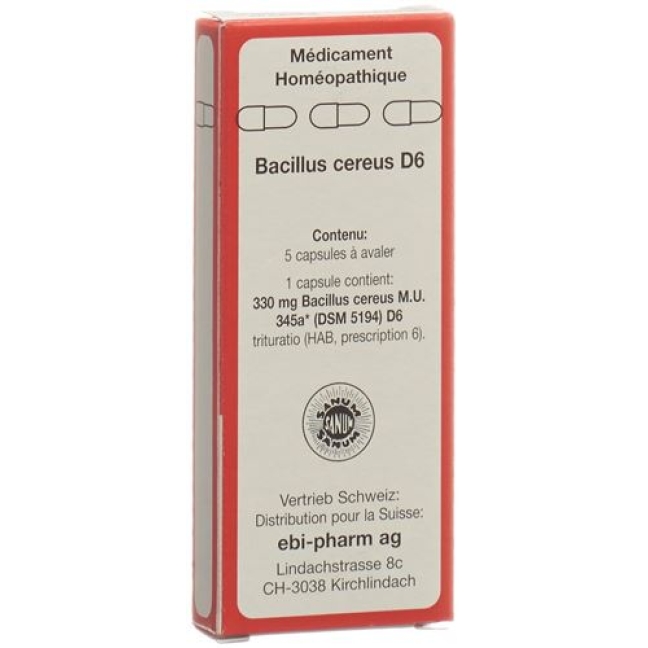 Médicament
Homéopathique
Bacillus cereus D6
Contenu:
5 capsules à avaler
1 capsule contient:
330 mg Bacillus cereus M.U.
345a* (DSM 5194) D6
trituratio (HAB, prescription 6).
SANUM
SANUM
SANUM
Vertrieb Schweiz:
Distribution pour la Suisse:
ebi-pharm ag
Lindachstrasse 8c
CH-3038 Kirchlindach